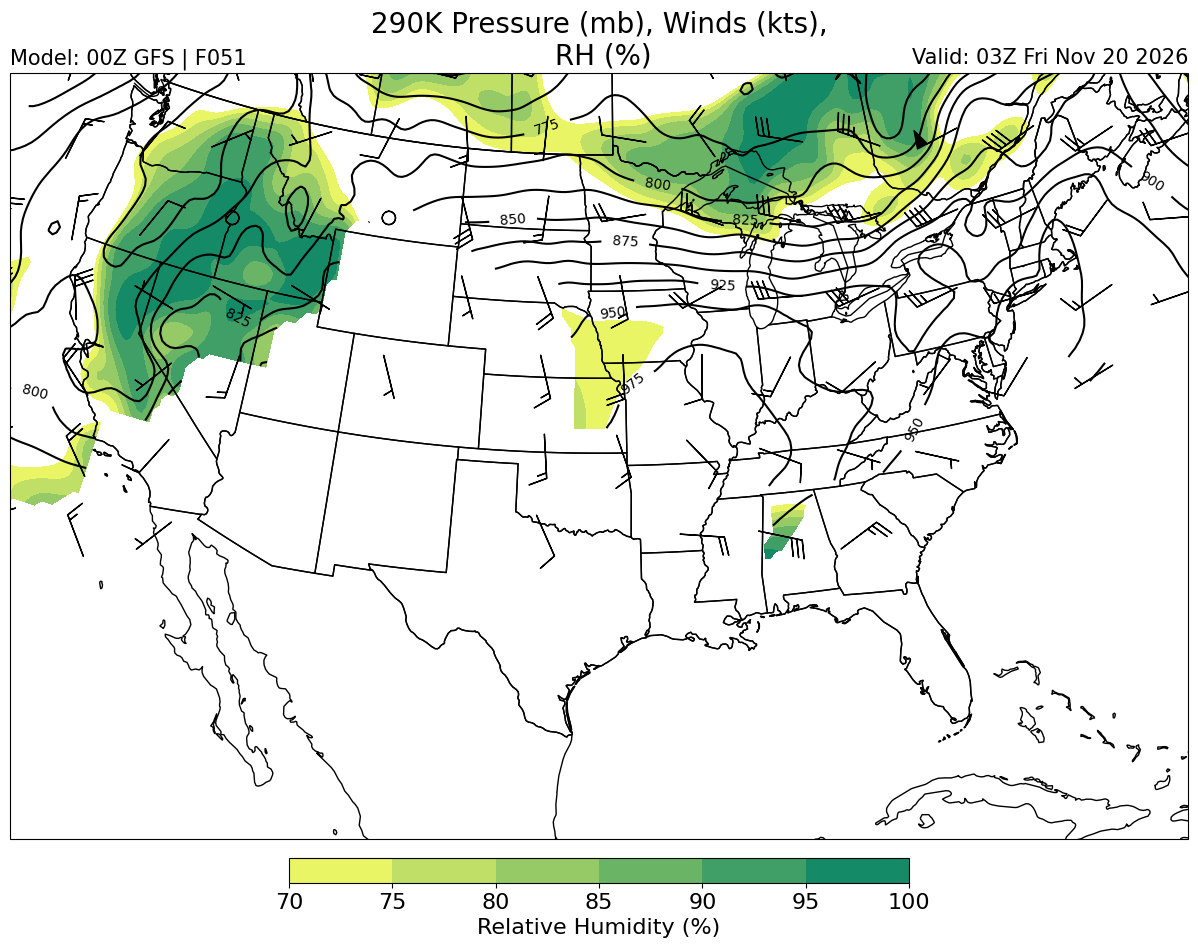 290K Pressure (mb), Winds (kts),
RH (%)
Model: 00Z GFS | F051
Valid: 03Z Fri Nov 20 2026
775
800
900
850
825
875
925
825
950
975
800
950
70 75 80 85 90 95 100
Relative Humidity (%)